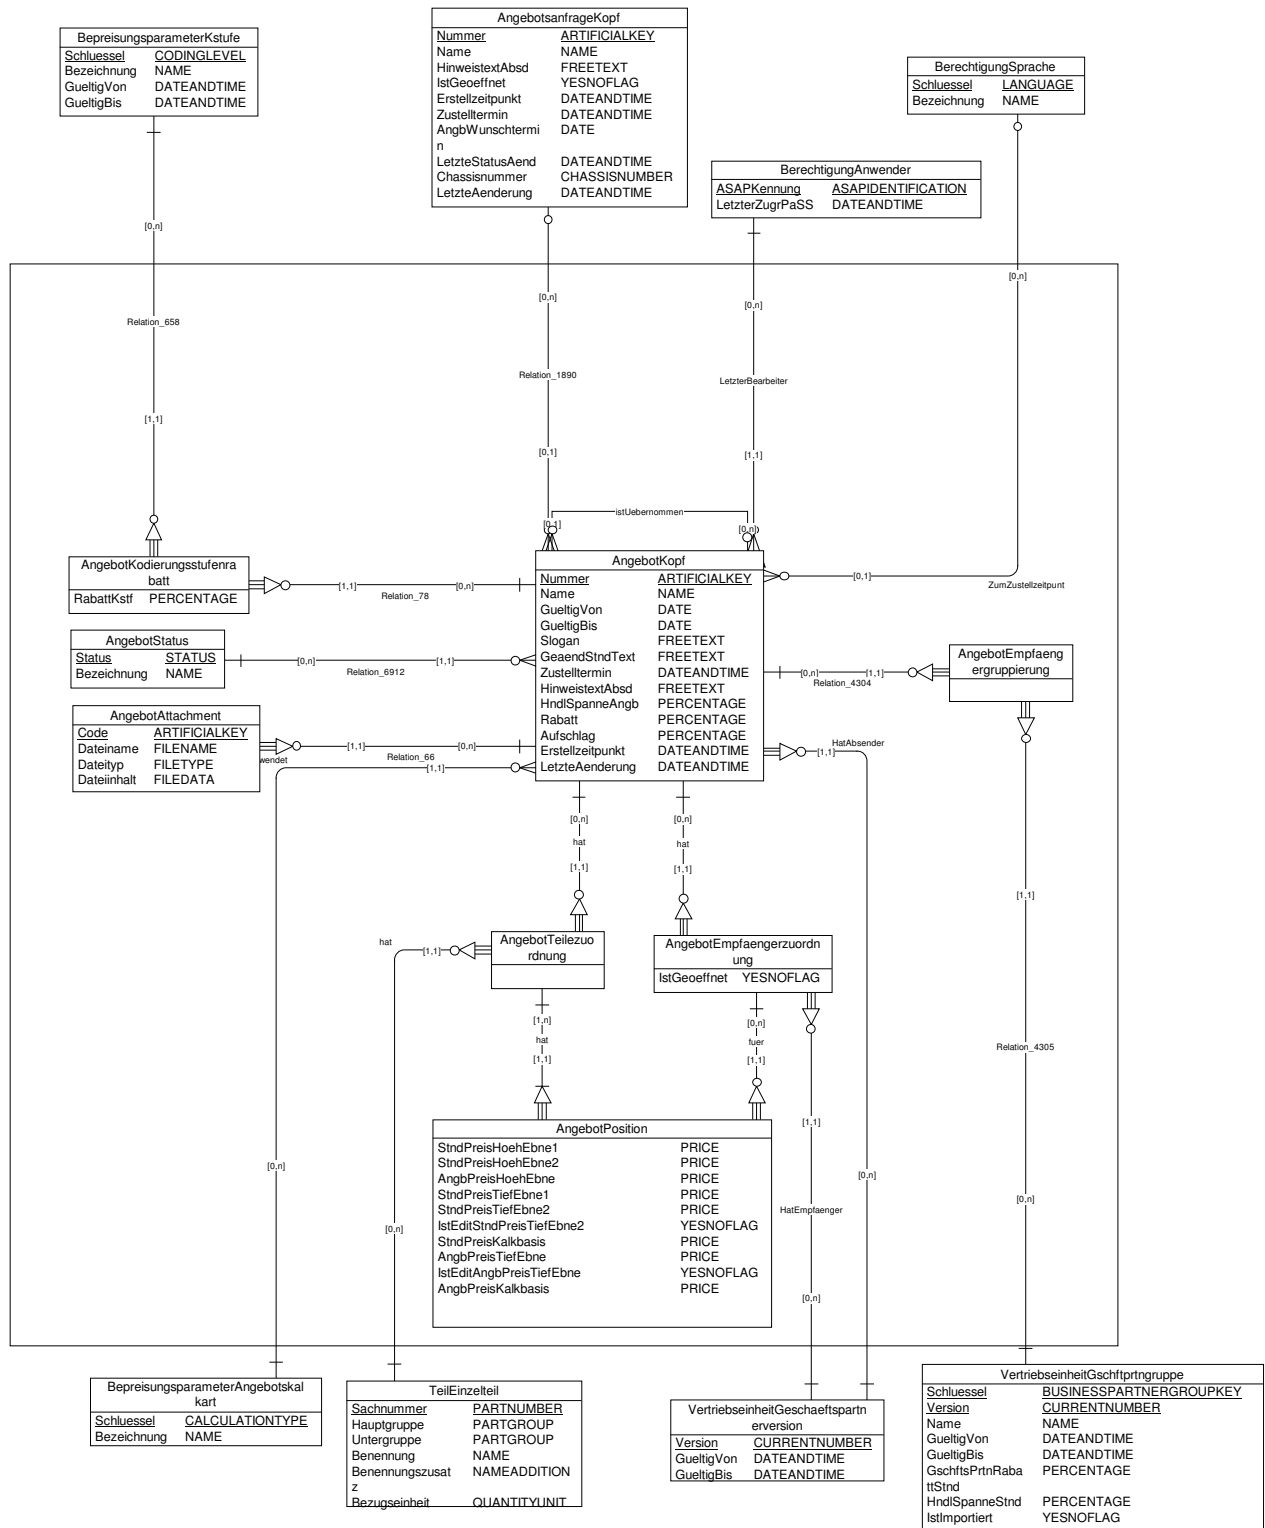 AngebotsanfrageKopf
Nummer ARTIFICIALKEY
Name NAME
HinweistextAbsd FREETEXT
IstGeoeffnet YESNOFLAG
Erstellzeitpunkt DATEANDTIME
Zustelltermin DATEANDTIME
AngbWunschtermi DATE
n
LetzteStatusAend DATEANDTIME
Chassisnummer CHASSISNUMBER
LetzteAenderung DATEANDTIME
BepreisungsparameterKstufe
Schluessel CODINGLEVEL
Bezeichnung NAME
GueltigVon DATEANDTIME
GueltigBis DATEANDTIME
BerechtigungSprache
Schluessel LANGUAGE
Bezeichnung NAME
BerechtigungAnwender
ASAPKennung ASAPIDENTIFICATION
LetzterZugrPaSS DATEANDTIME
[0,n]
[0,n]
[0,n]
[0,n]
Relation_658
Relation_1890
LetzterBearbeiter
[1,1]
[0,1]
[1,1]
istUebernommen
[0,1]
[0,n]
AngebotKodierungsstufenra
batt
RabattKstf PERCENTAGE
[1,1]
[0,n]
Relation_78
AngebotKopf
Nummer ARTIFICIALKEY
Name NAME
GueltigVon DATE
GueltigBis DATE
Slogan FREETEXT
GeaendStndText FREETEXT
Zustelltermin DATEANDTIME
HinweistextAbsd FREETEXT
HndlSpanneAngb PERCENTAGE
Rabatt PERCENTAGE
Aufschlag PERCENTAGE
Erstellzeitpunkt DATEANDTIME
LetzteAenderung DATEANDTIME
[0,1]
ZumZustellzeitpunt
AngebotStatus
Status STATUS
Bezeichnung NAME
[0,n]
[1,1]
Relation_6912
AngebotEmpfaeng
ergruppierung
[0,n]
[1,1]
Relation_4304
AngebotAttachment
Code ARTIFICIALKEY
Dateiname FILENAME
Dateityp FILETYPE
Dateiinhalt FILEDATA
[1,1]
[0,n]
Relation_66
wendet
[1,1]
HatAbsender
[1,1]
[0,n]
hat
[1,1]
[0,n]
hat
[1,1]
AngebotTeilezuo
rdnung
hat
[1,1]
AngebotEmpfaengerzuordn
ung
IstGeoeffnet YESNOFLAG
[1,1]
[1,n]
hat
[1,1]
[0,n]
fuer
[1,1]
Relation_4305
AngebotPosition
StndPreisHoehEbne1 PRICE
StndPreisHoehEbne2 PRICE
AngbPreisHoehEbne PRICE
StndPreisTiefEbne1 PRICE
StndPreisTiefEbne2 PRICE
IstEditStndPreisTiefEbne2 YESNOFLAG
StndPreisKalkbasis PRICE
AngbPreisTiefEbne PRICE
IstEditAngbPreisTiefEbne YESNOFLAG
AngbPreisKalkbasis PRICE
[1,1]
[0,n]
[0,n]
[0,n]
HatEmpfaenger
[0,n]
[0,n]
BepreisungsparameterAngebotskal
kart
Schluessel CALCULATIONTYPE
Bezeichnung NAME
TeilEinzelteil
Sachnummer PARTNUMBER
Hauptgruppe PARTGROUP
Untergruppe PARTGROUP
Benennung NAME
Benennungszusat NAMEADDITION
z
Bezugseinheit QUANTITYUNIT
VertriebseinheitGeschaeftspartn
erversion
Version CURRENTNUMBER
GueltigVon DATEANDTIME
GueltigBis DATEANDTIME
VertriebseinheitGschftprtngruppe
Schluessel BUSINESSPARTNERGROUPKEY
Version CURRENTNUMBER
Name NAME
GueltigVon DATEANDTIME
GueltigBis DATEANDTIME
GschftsPrtnRaba PERCENTAGE
ttStnd
HndlSpanneStnd PERCENTAGE
IstImportiert YESNOFLAG